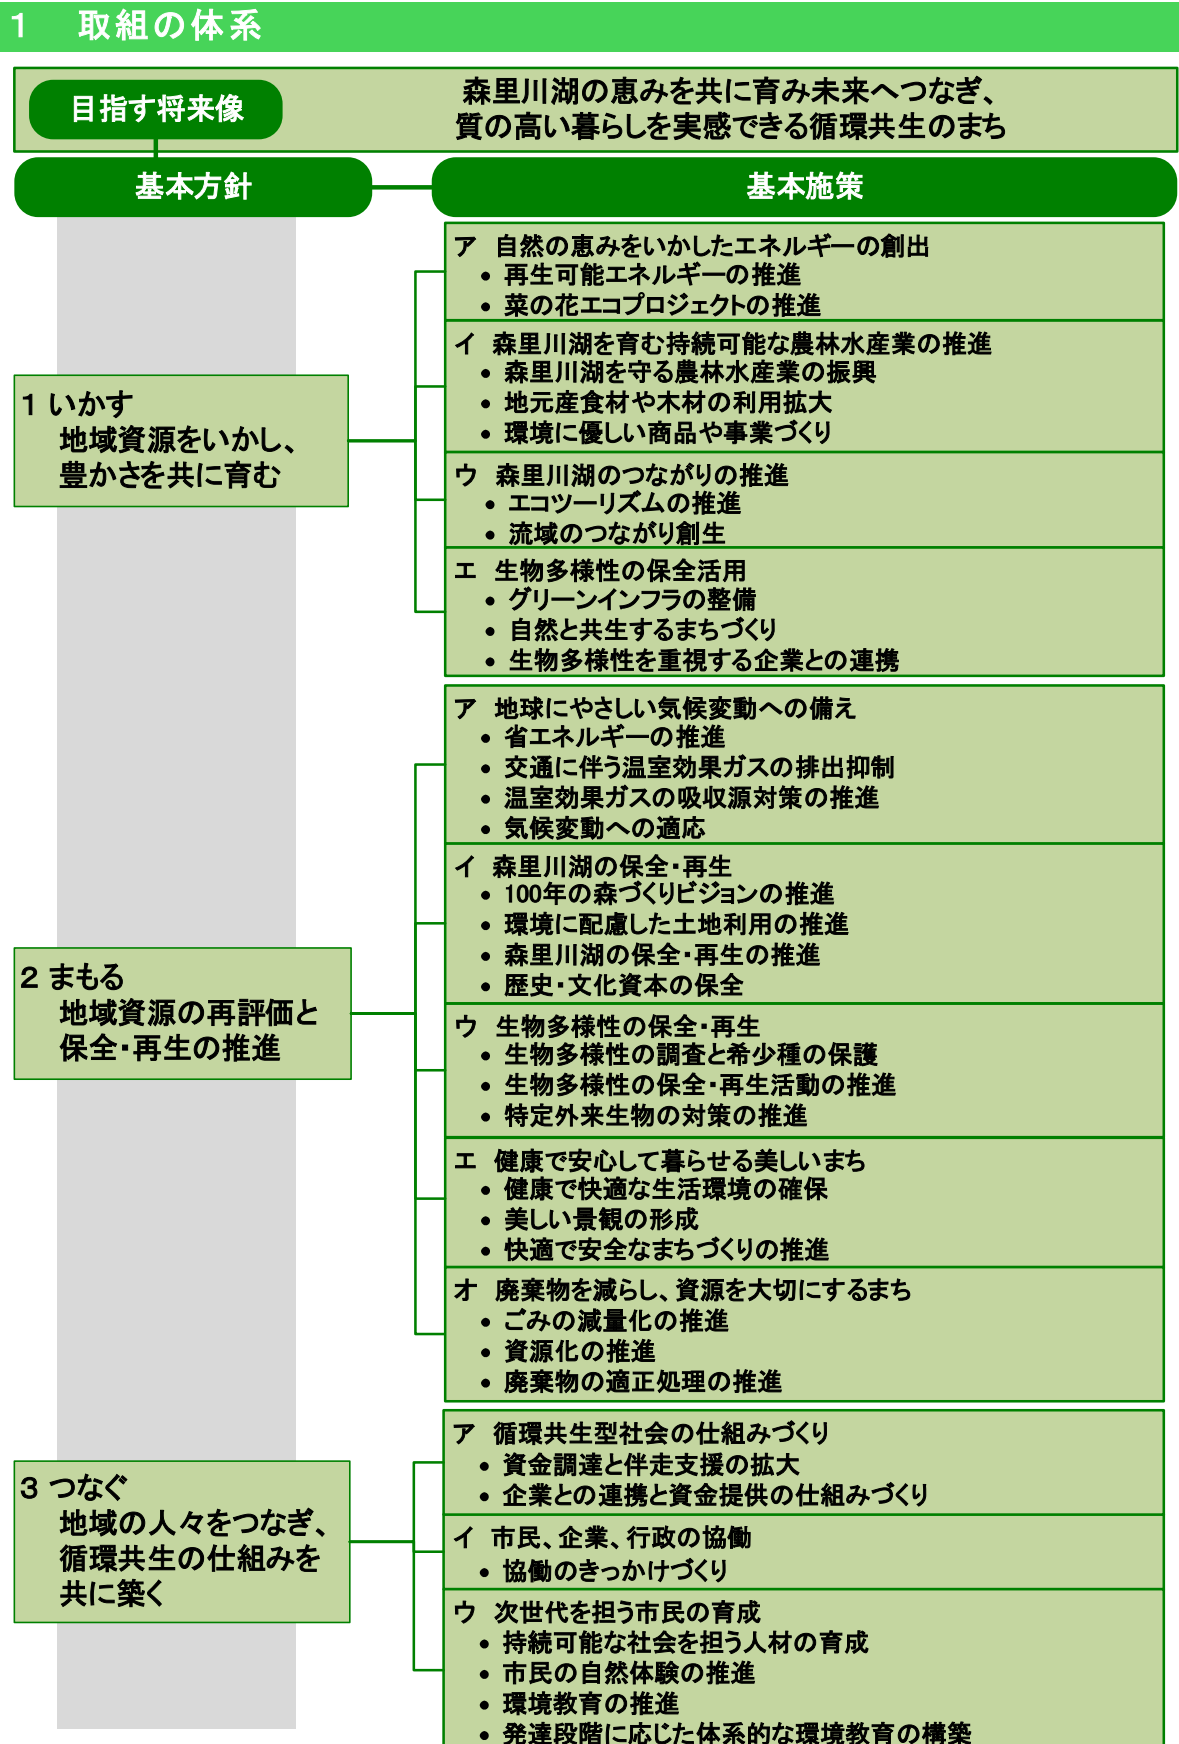 1　取組の体系
目指す将来像
森里川湖の恵みを共に育み未来へつなぎ、
質の高い暮らしを実感できる循環共生のまち
基本方針
基本施策
1 いかす
地域資源をいかし、
豊かさを共に育む
ア　自然の恵みをいかしたエネルギーの創出
• 再生可能エネルギーの推進
• 菜の花エコプロジェクトの推進
イ　森里川湖を育む持続可能な農林水産業の推進
• 森里川湖を守る農林水産業の振興
• 地元産食材や木材の利用拡大
• 環境に優しい商品や事業づくり
ウ　森里川湖のつながりの推進
• エコツーリズムの推進
• 流域のつながり創生
エ　生物多様性の保全活用
• グリーンインフラの整備
• 自然と共生するまちづくり
• 生物多様性を重視する企業との連携
2 まもる
地域資源の再評価と
保全・再生の推進
ア　地球にやさしい気候変動への備え
• 省エネルギーの推進
• 交通に伴う温室効果ガスの排出抑制
• 温室効果ガスの吸収源対策の推進
• 気候変動への適応
イ　森里川湖の保全・再生
• 100年の森づくりビジョンの推進
• 環境に配慮した土地利用の推進
• 森里川湖の保全・再生の推進
• 歴史・文化資本の保全
ウ　生物多様性の保全・再生
• 生物多様性の調査と希少種の保護
• 生物多様性の保全・再生活動の推進
• 特定外来生物の対策の推進
エ　健康で安心して暮らせる美しいまち
• 健康で快適な生活環境の確保
• 美しい景観の形成
• 快適で安全なまちづくりの推進
オ　廃棄物を減らし、資源を大切にするまち
• ごみの減量化の推進
• 資源化の推進
• 廃棄物の適正処理の推進
3 つなぐ
地域の人々をつなぎ、
循環共生の仕組みを
共に築く
ア　循環共生型社会の仕組みづくり
• 資金調達と伴走支援の拡大
• 企業との連携と資金提供の仕組みづくり
イ　市民、企業、行政の協働
• 協働のきっかけづくり
ウ　次世代を担う市民の育成
• 持続可能な社会を担う人材の育成
• 市民の自然体験の推進
• 環境教育の推進
• 発達段階に応じた体系的な環境教育の構築